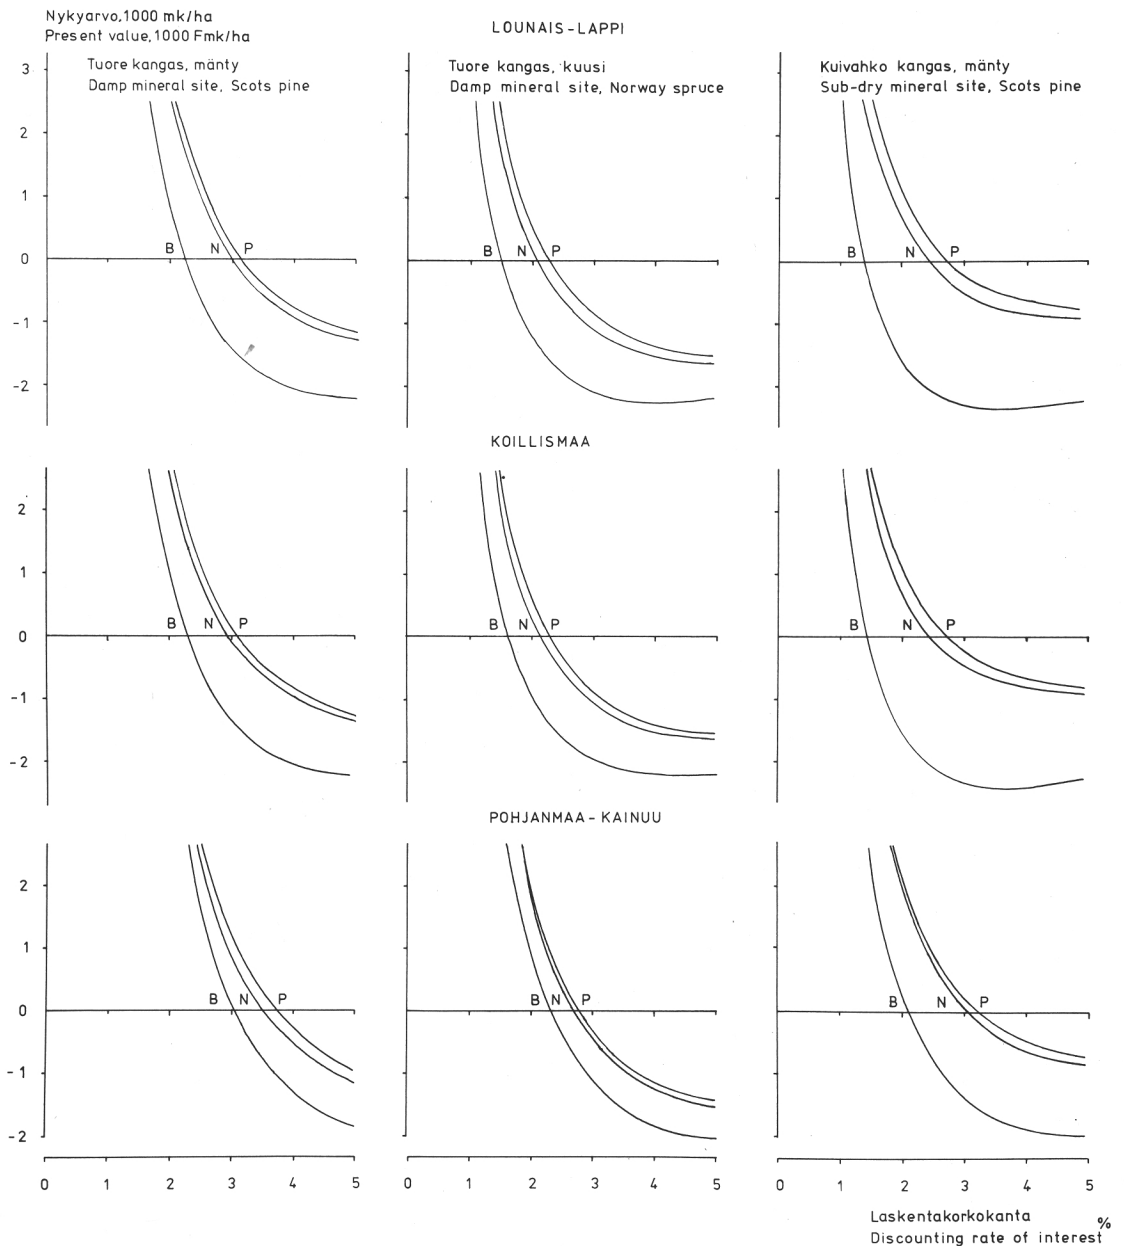 Nykyarvo,1000 mk/ha
Present value,1000 Fmk/ha
LOUNAIS-LAPPI
Tuore kangas, mänty
Damp mineral site, Scots pine
Tuore kangas, kuusi
Damp mineral site, Norway spruce
Kuivahko kangas, mänty
Sub-dry mineral site, Scots pine
3
2
1
0
-1
-2
B N P
B N P
B N P
KOILLISMAA
2
1
0
-1
-2
B N P
B N P
B N P
POHJANMAA - KAINUU
2
1
0
-1
-2
B N P
B N P
B N P
0 1 2 3 4 5
0 1 2 3 4 5
0 1 2 3 4 5
Laskentakorkokanta %
Discounting rate of interest